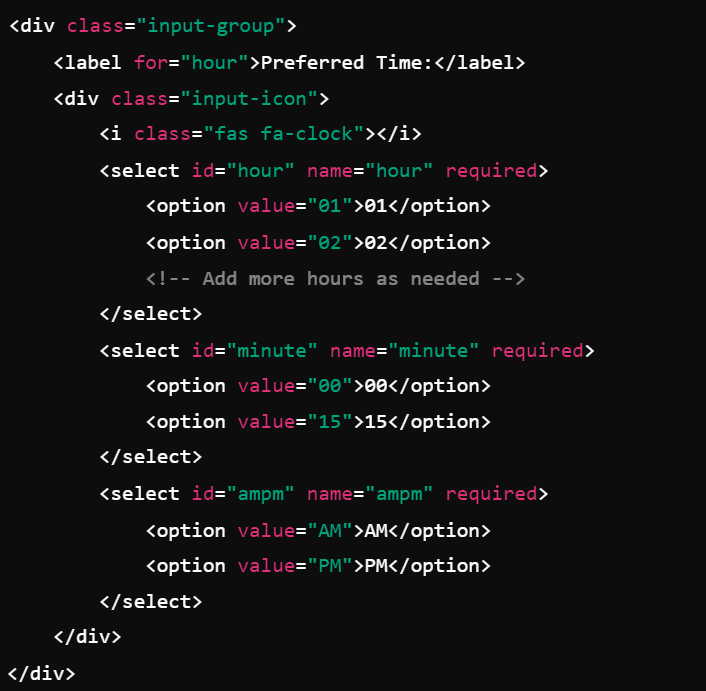 <div class="input-group">
    <label for="hour">Preferred Time:</label>
    <div class="input-icon">
        <i class="fas fa-clock"></i>
        <select id="hour" name="hour" required>
            <option value="01">01</option>
            <option value="02">02</option>
            <!-- Add more hours as needed -->
        </select>
        <select id="minute" name="minute" required>
            <option value="00">00</option>
            <option value="15">15</option>
        </select>
        <select id="ampm" name="ampm" required>
            <option value="AM">AM</option>
            <option value="PM">PM</option>
        </select>
    </div>
</div>